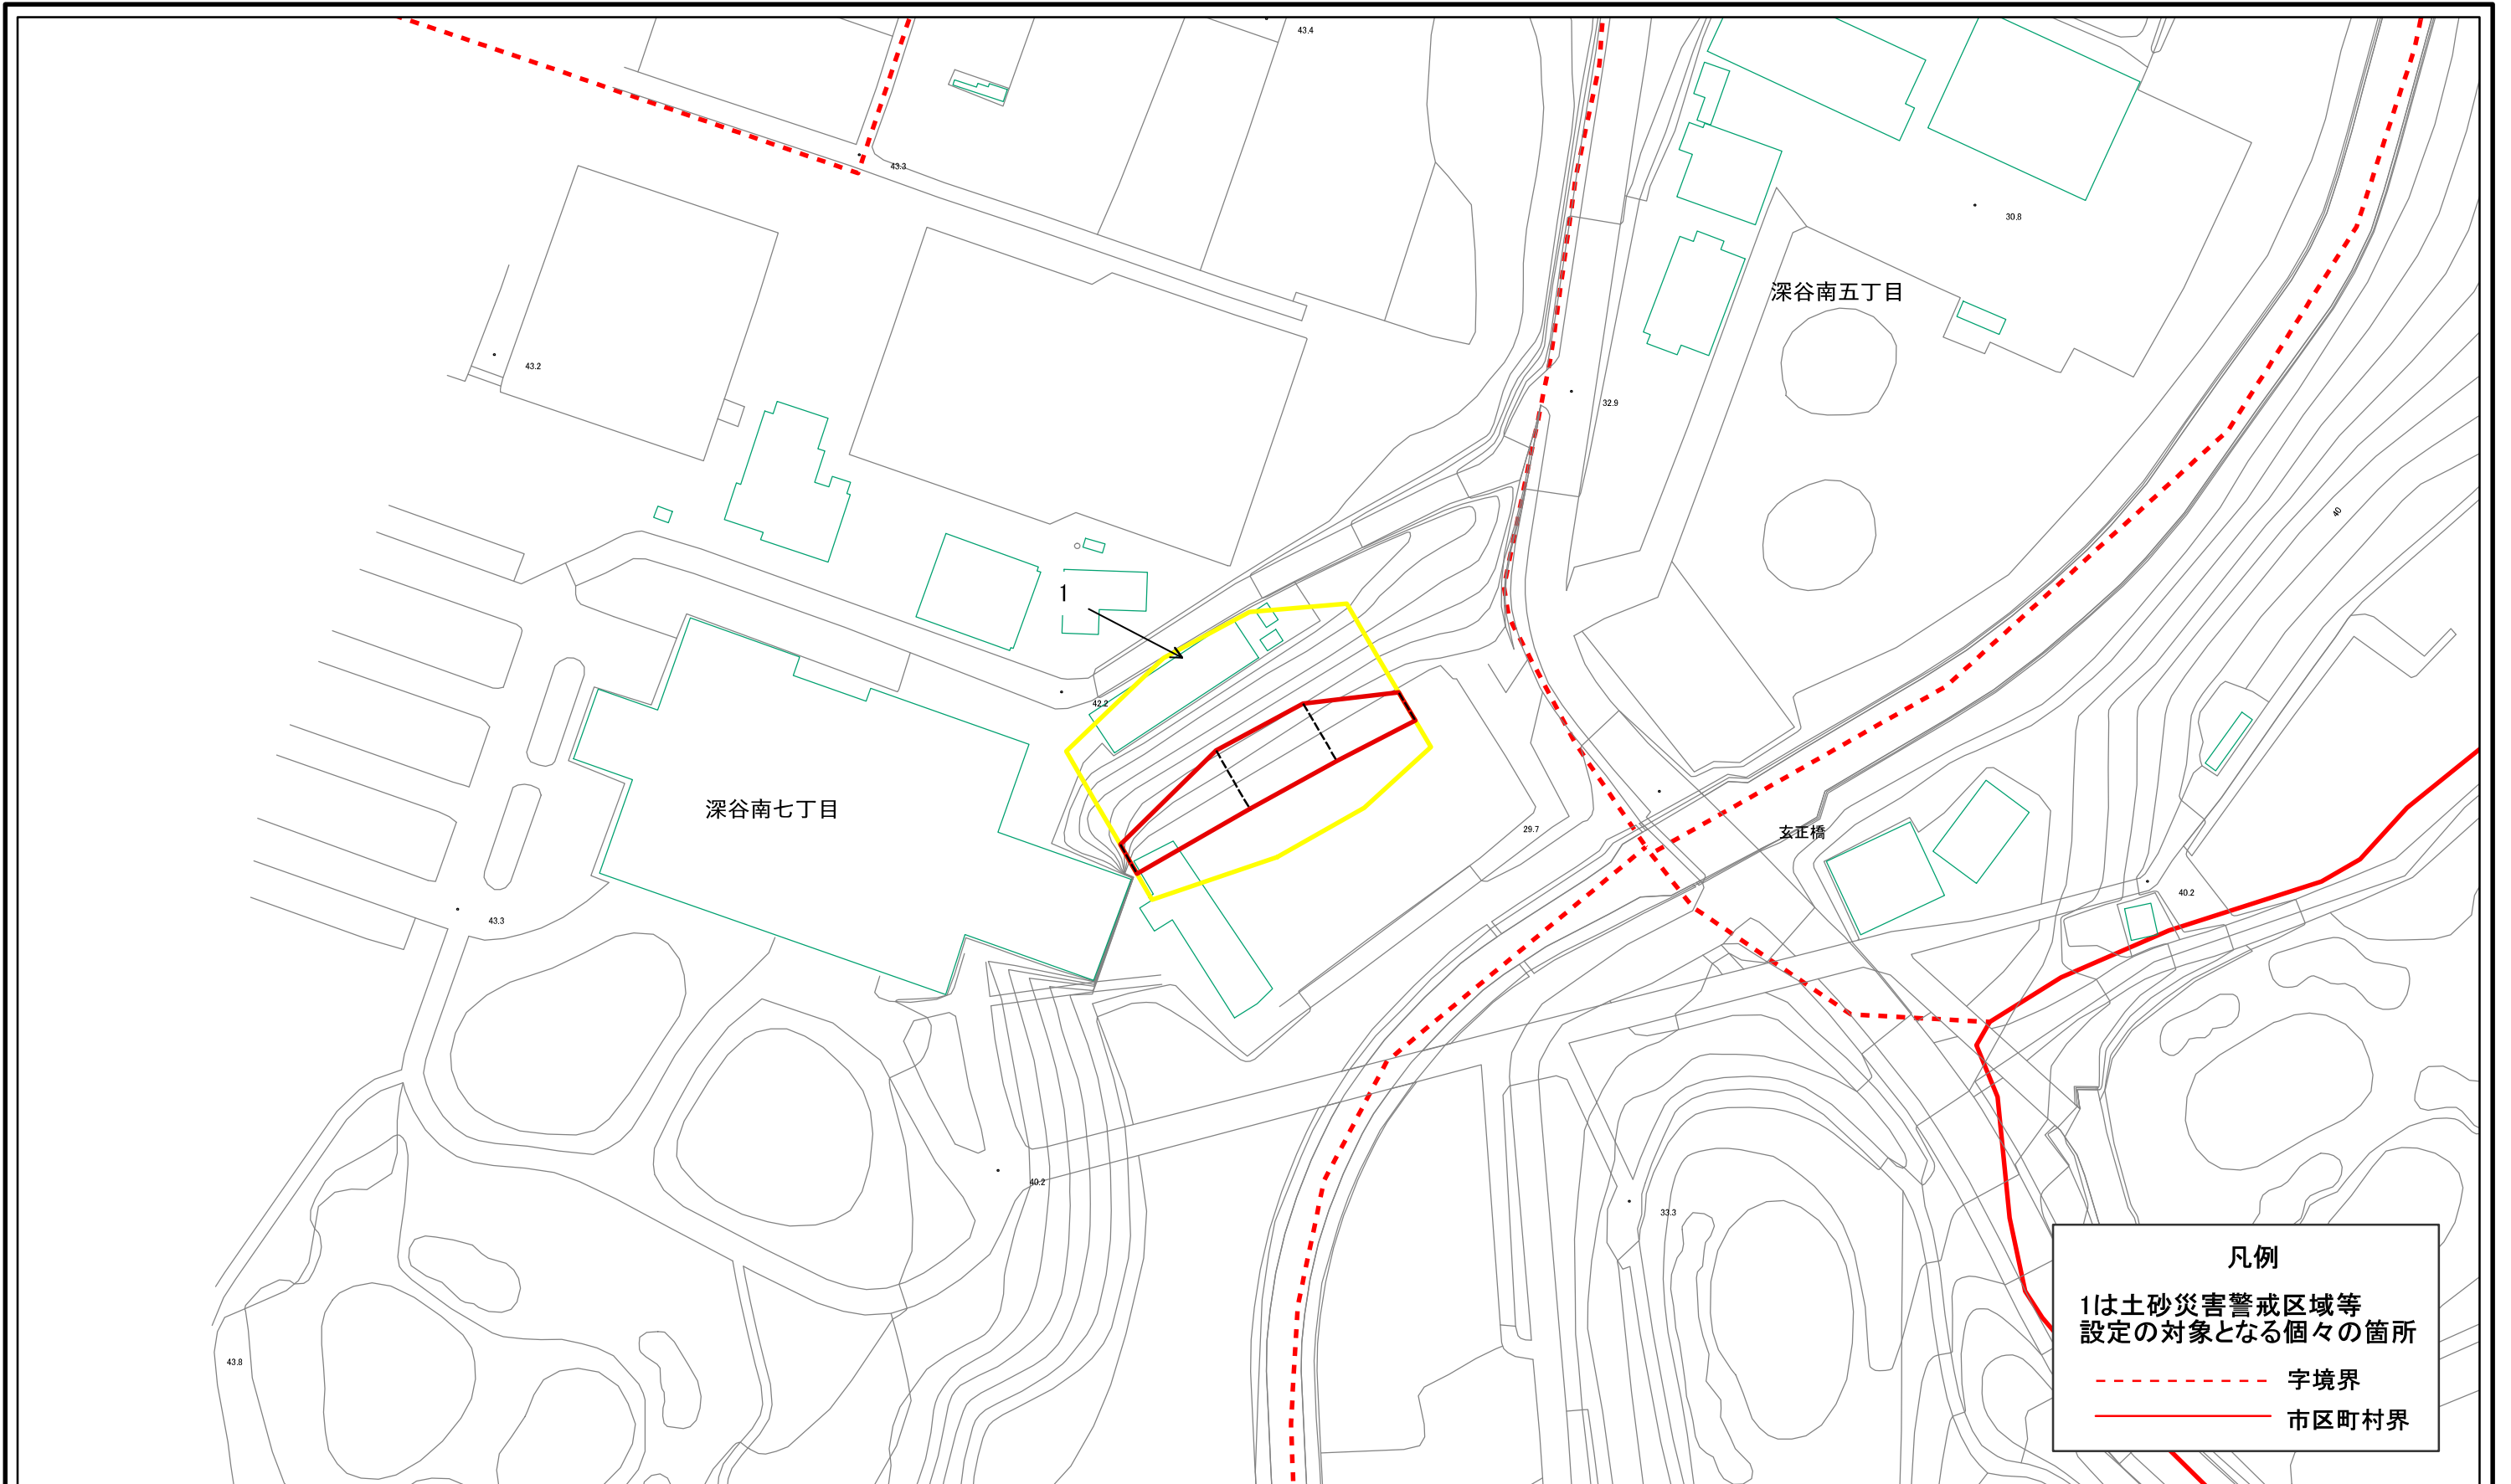 43.4
43.3
30.8
深谷南五丁目
43.2
32.9
40
1
42.2
深谷南七丁目
29.7
玄正橋
40.2
43.3
40.2
33.3
43.8
凡例
1は土砂災害警戒区域等
設定の対象となる個々の箇所
字境界
市区町村界